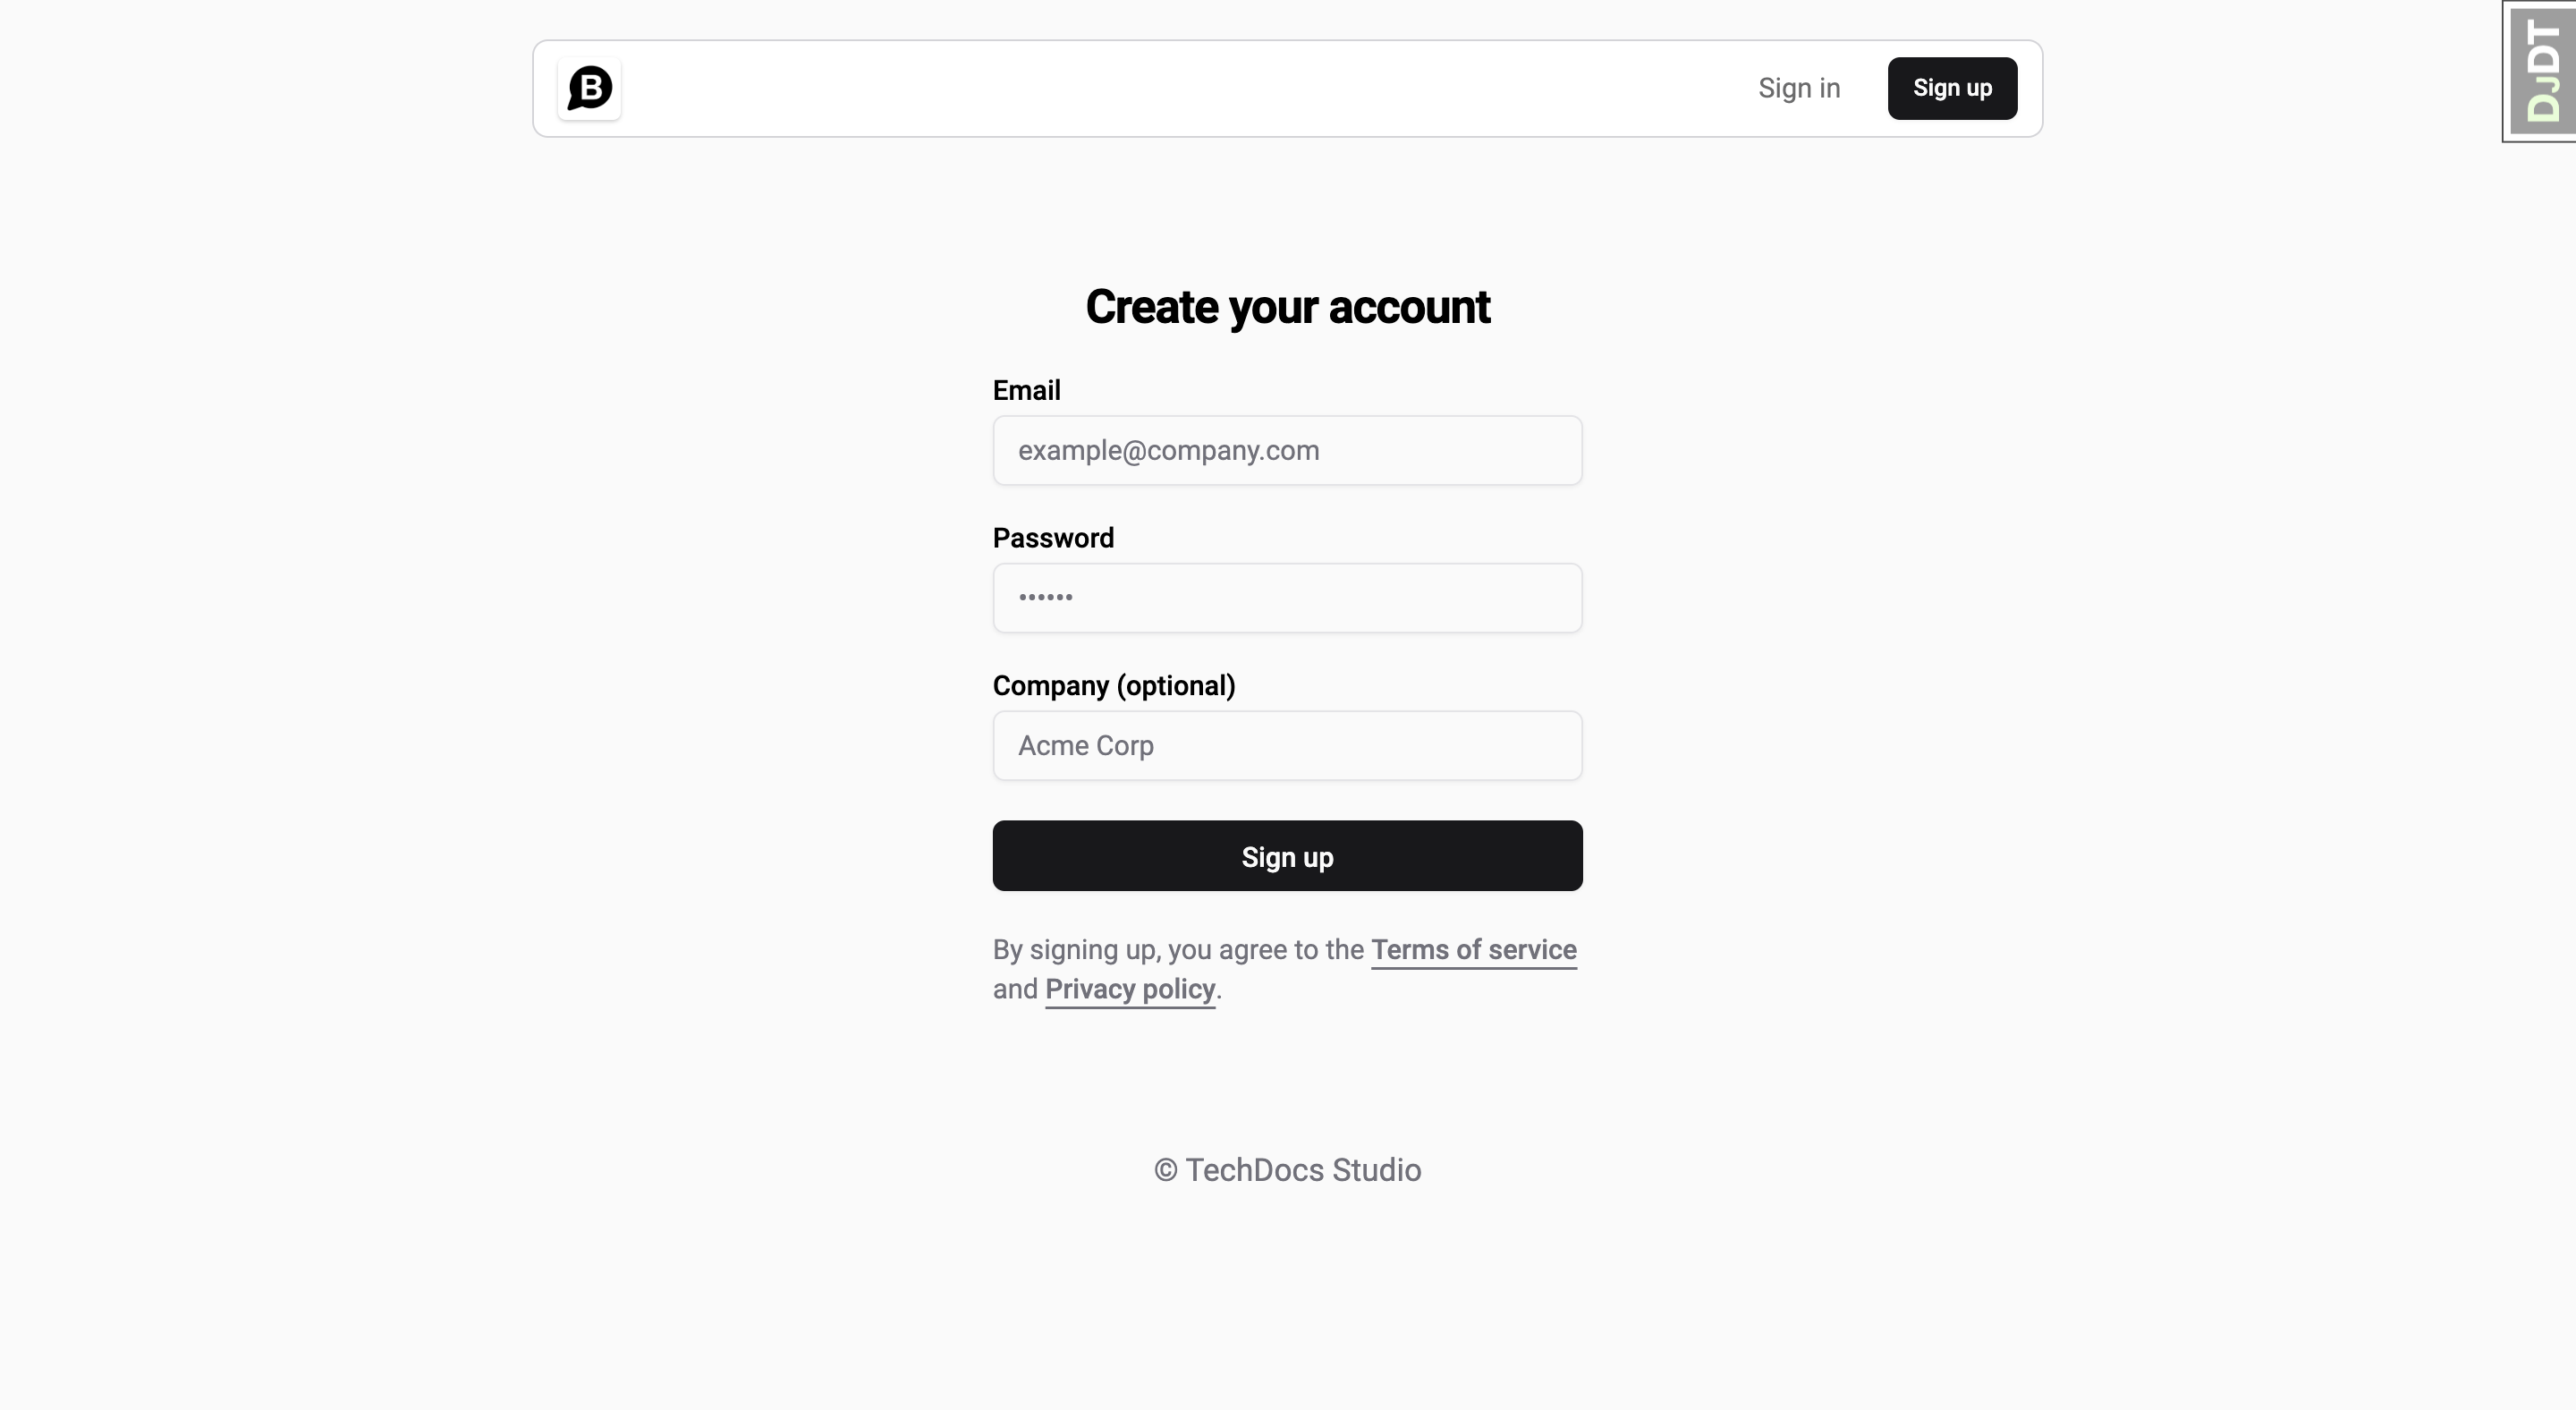 B
Sign in
Sign up
DJDT
Create your account
Email
example@company.com
Password
••••••
Company (optional)
Acme Corp
Sign up
By signing up, you agree to the Terms of service
and Privacy policy.
© TechDocs Studio